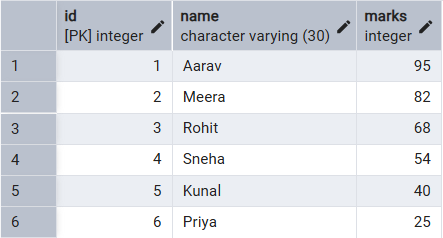 id name marks
[PK] integer character varying (30) integer
1 1 Aarav 95
2 2 Meera 82
3 3 Rohit 68
4 4 Sneha 54
5 5 Kunal 40
6 6 Priya 25